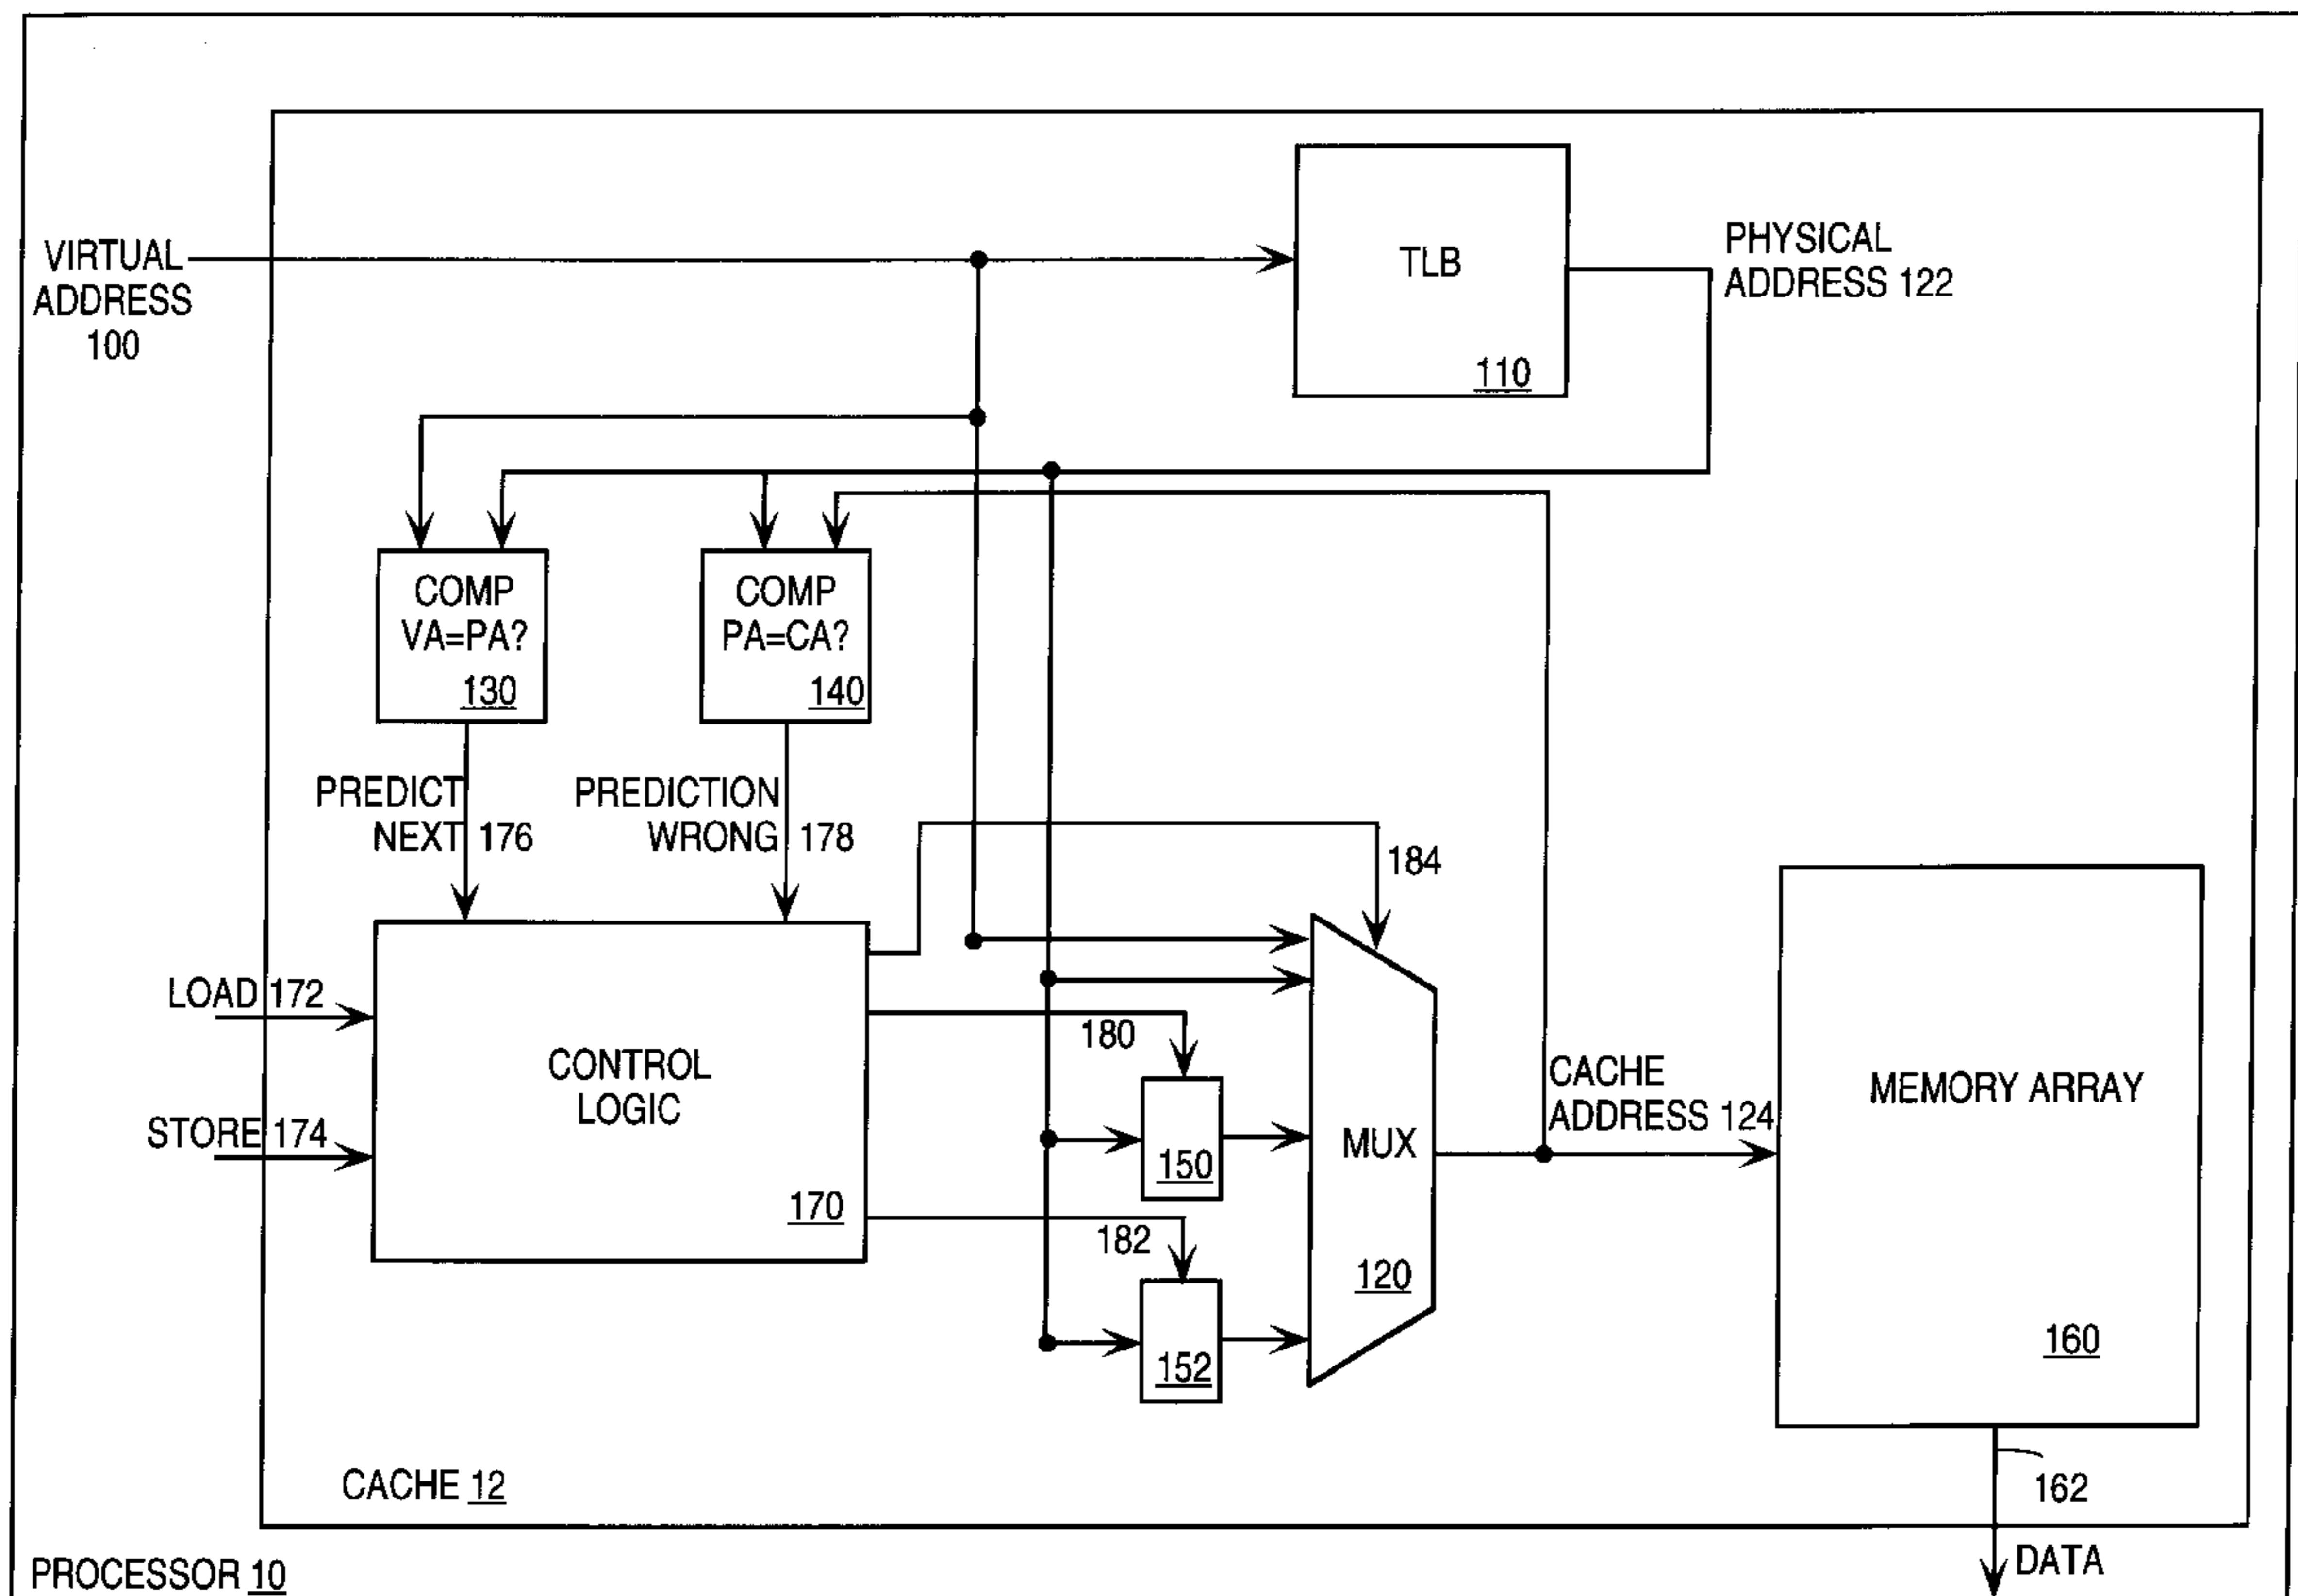 VIRTUAL
ADDRESS
100
TLB
110
PHYSICAL
ADDRESS 122
COMP
VA=PA?
130
COMP
PA=CA?
140
PREDICT
NEXT 176
PREDICTION
WRONG 178
184
LOAD 172
STORE 174
CONTROL
LOGIC
170
180
150
182
152
MUX
120
CACHE
ADDRESS 124
MEMORY ARRAY
160
162
CACHE 12
DATA
PROCESSOR 10